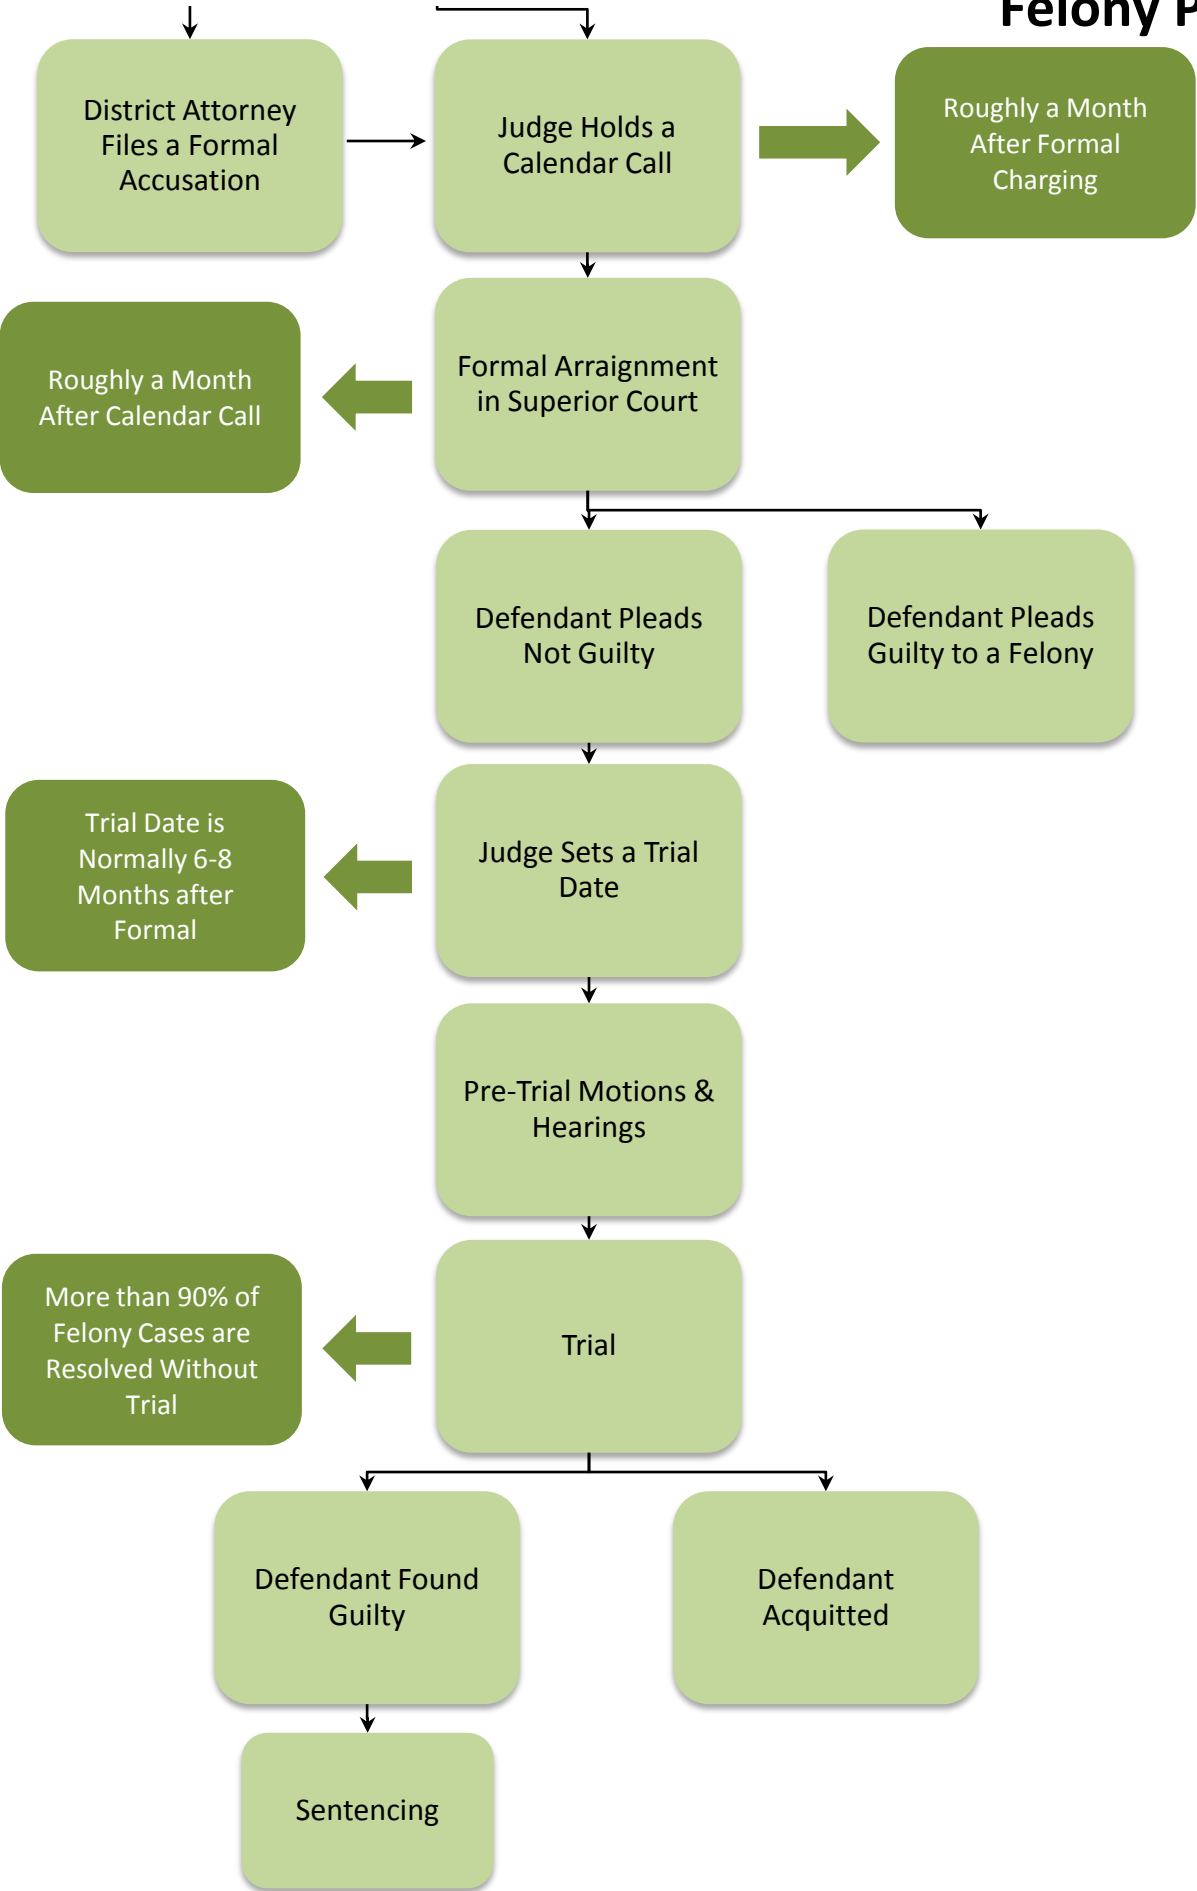 Felony P
District Attorney
Files a Formal
Accusation
Judge Holds a
Calendar Call
Roughly a Month
After Formal
Charging
Roughly a Month
After Calendar Call
Formal Arraignment
in Superior Court
Defendant Pleads
Not Guilty
Defendant Pleads
Guilty to a Felony
Trial Date is
Normally 6-8
Months after
Formal
Judge Sets a Trial
Date
Pre-Trial Motions &
Hearings
More than 90% of
Felony Cases are
Resolved Without
Trial
Trial
Defendant Found
Guilty
Defendant
Acquitted
Sentencing